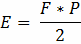 E = F * P / 2